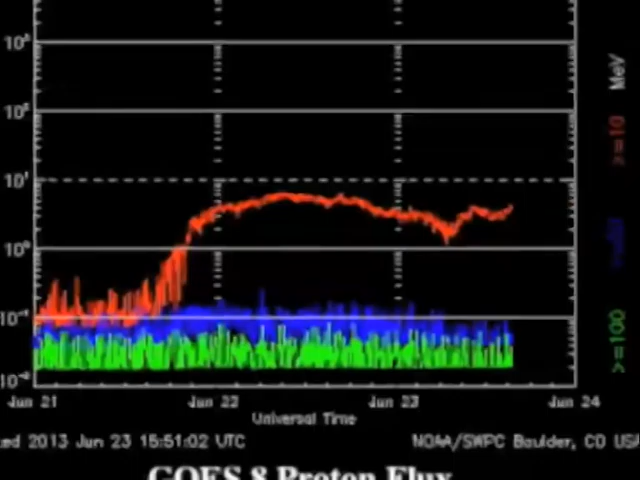 10³
10²
10¹
10⁰
10⁻¹
10⁻²
Jun 21 Jun 22 Jun 23 Jun 24
Universal Time
ed 2013 Jun 23 15:51:02 UTC NOAA/SWPC Boulder, CO USA
GOES 8 Proton Flux
MeV
>=10
>=100